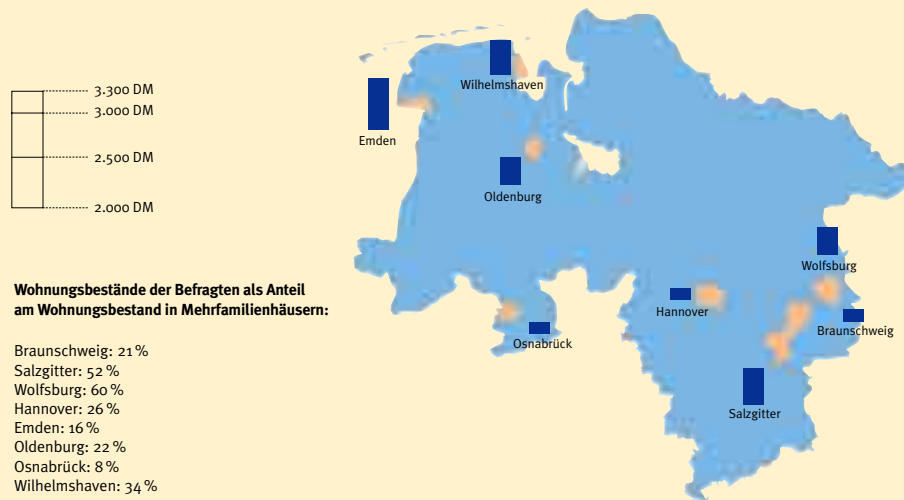 3.300 DM
3.000 DM
2.500 DM
2.000 DM
Wilhelmshaven
Emden
Oldenburg
Wolfsburg
Hannover
Braunschweig
Osnabrück
Salzgitter
Wohnungsbestände der Befragten als Anteil
am Wohnungsbestand in Mehrfamilienhäusern:
Braunschweig: 21 %
Salzgitter: 52 %
Wolfsburg: 60 %
Hannover: 26 %
Emden: 16 %
Oldenburg: 22 %
Osnabrück: 8 %
Wilhelmshaven: 34 %